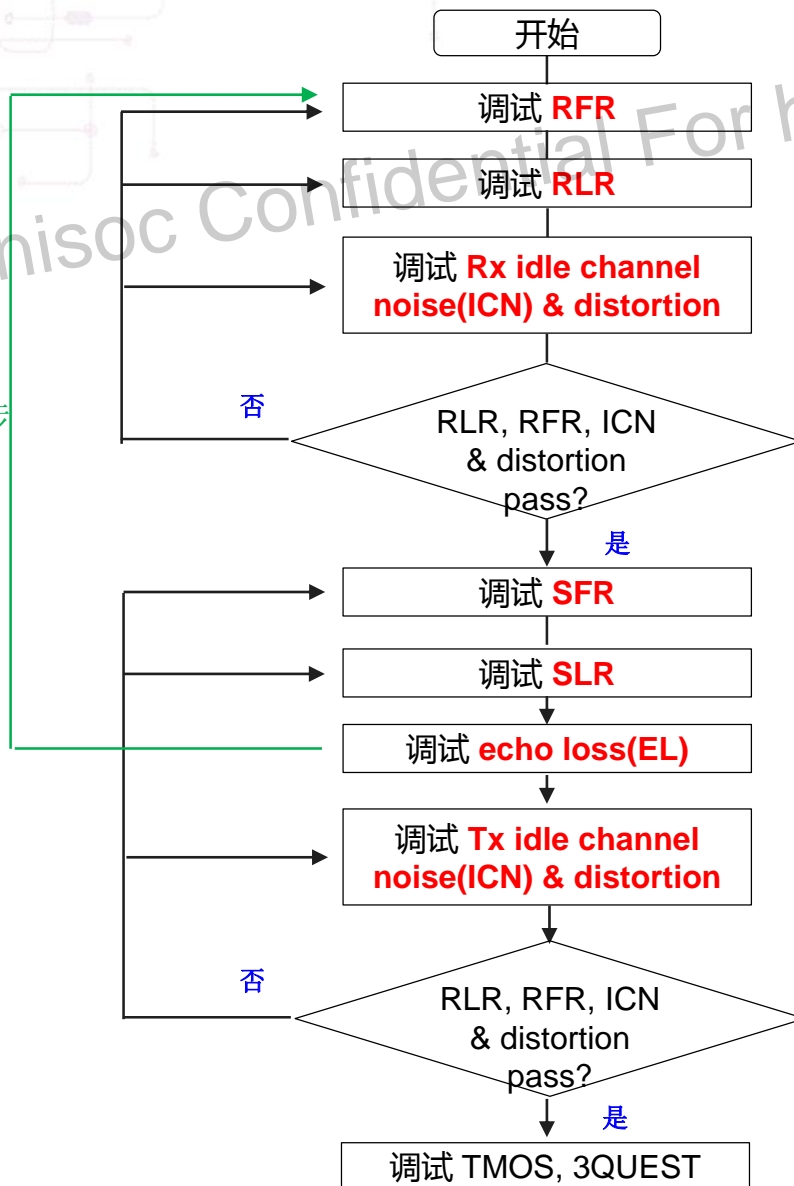 开始
调试 RFR
调试 RLR
调试 Rx idle channel
noise(ICN) & distortion
否
RLR, RFR, ICN
& distortion
pass?
是
调试 SFR
调试 SLR
调试 echo loss(EL)
调试 Tx idle channel
noise(ICN) & distortion
否
RLR, RFR, ICN
& distortion
pass?
是
调试 TMOS, 3QUEST
nisoc Confidential For h